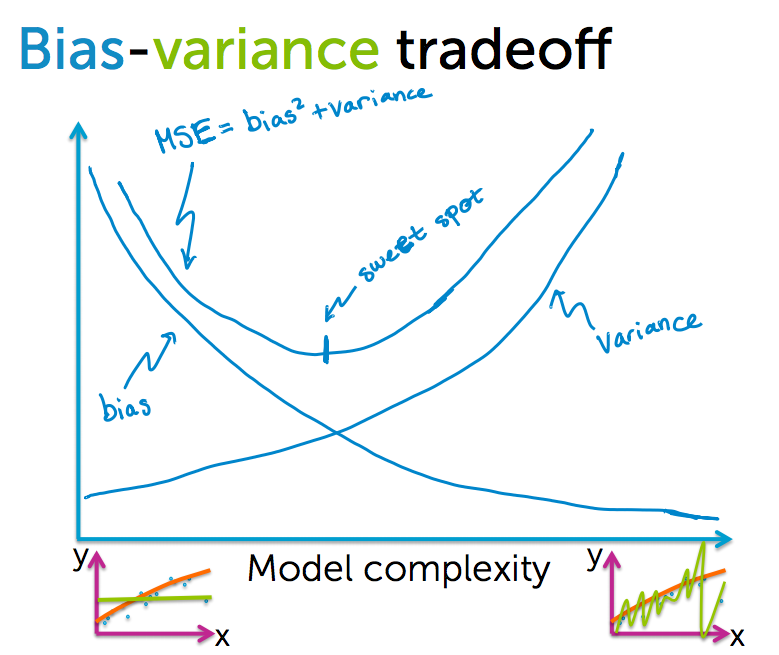 Bias-variance tradeoff
MSE = bias² + variance
sweet spot
variance
bias
y
Model complexity
y
x
x